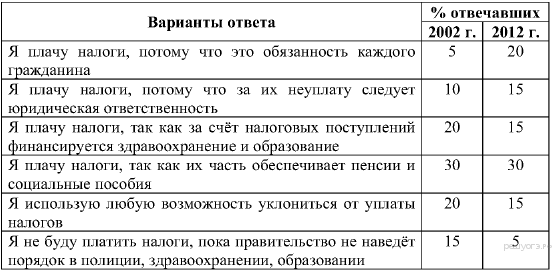 Варианты ответа
% отвечавших
2002 г. 2012 г.
Я плачу налоги, потому что это обязанность каждого 5 20
гражданина
Я плачу налоги, потому что за их неуплату следует 10 15
юридическая ответственность
Я плачу налоги, так как за счёт налоговых поступлений 20 15
финансируется здравоохранение и образование
Я плачу налоги, так как их часть обеспечивает пенсии и 30 30
социальные пособия
Я использую любую возможность уклониться от уплаты 20 15
налогов
Я не буду платить налоги, пока правительство не наведёт 15 5
порядок в полиции, здравоохранении, образовании